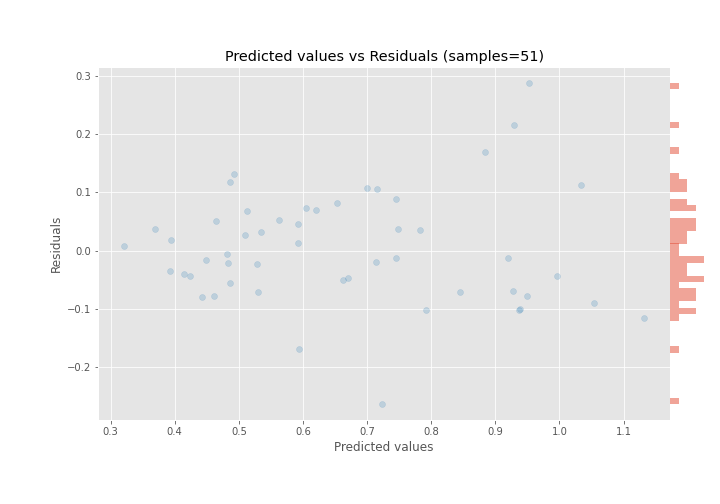 Predicted values vs Residuals (samples=51)
0.3
0.2
0.1
0.0
−0.1
−0.2
Residuals
0.3 0.4 0.5 0.6 0.7 0.8 0.9 1.0 1.1
Predicted values